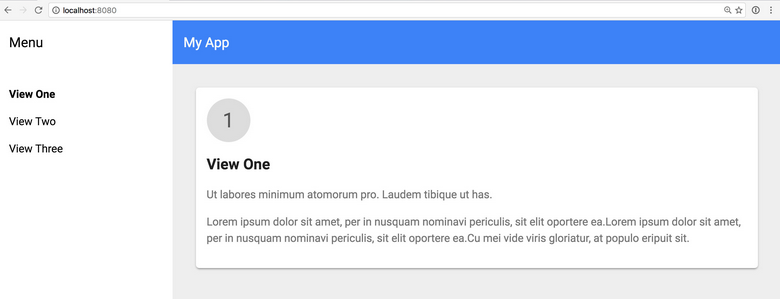 localhost:8080
Menu
My App
View One
View Two
View Three
1
View One
Ut labores minimum atomorum pro. Laudem tibique ut has.
Lorem ipsum dolor sit amet, per in nusquam nominavi periculis, sit elit oportere ea.Lorem ipsum dolor sit amet,
per in nusquam nominavi periculis, sit elit oportere ea.Cu mei vide viris gloriatur, at populo eripuit sit.